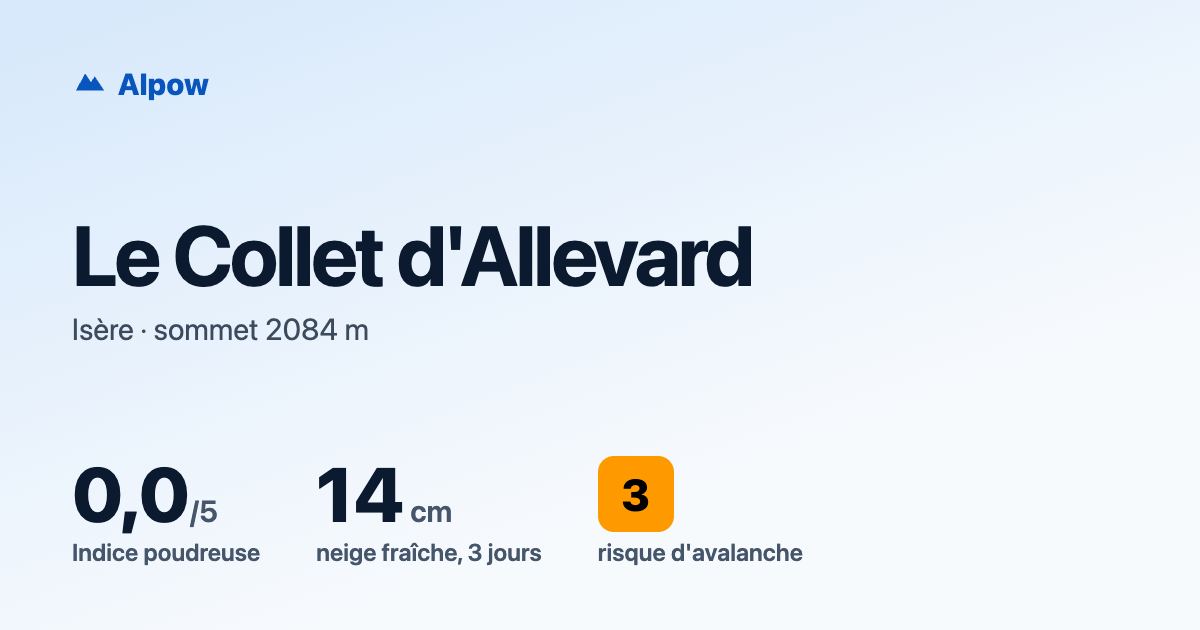 Alpow
Le Collet d'Allevard
Isère · sommet 2084 m
0,0/5
Indice poudreuse
14 cm
neige fraîche, 3 jours
3
risque d'avalanche